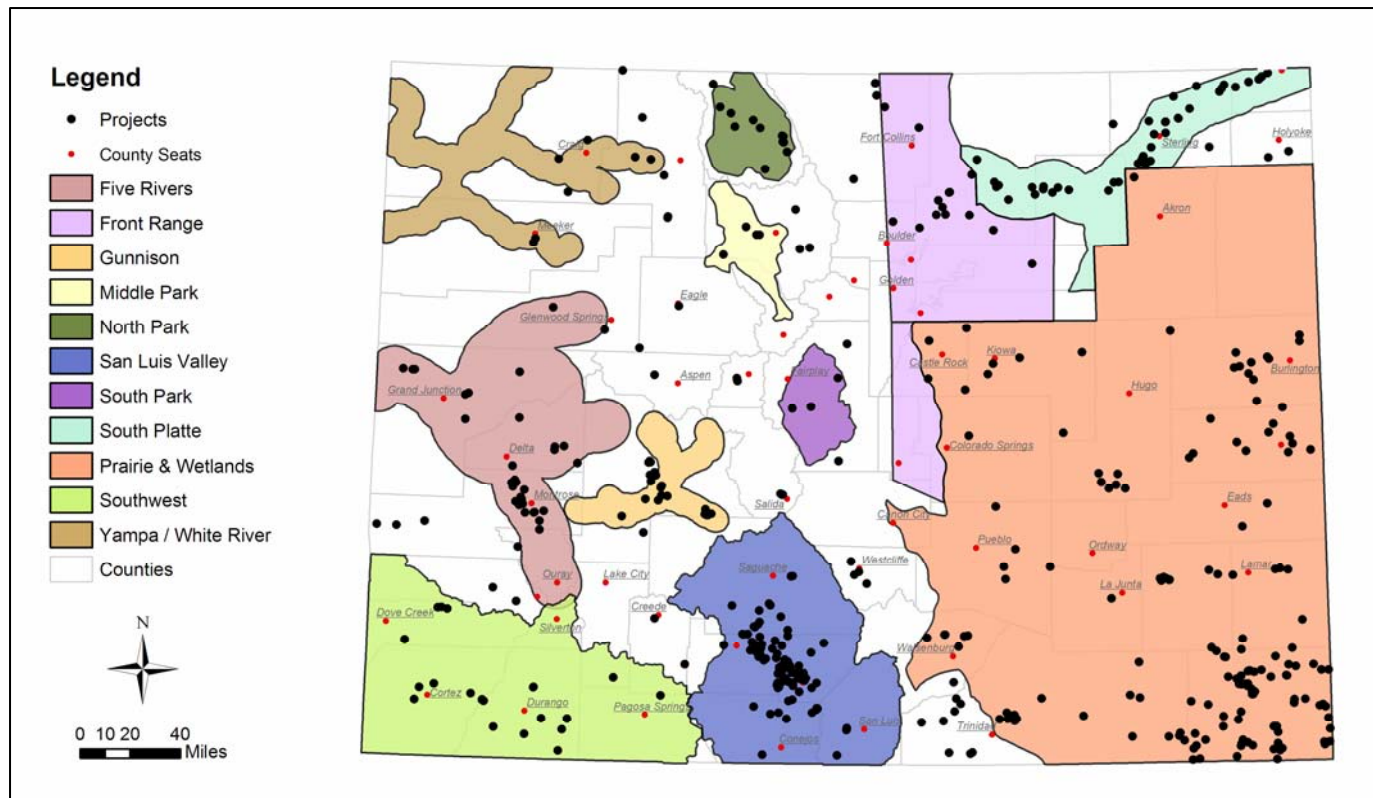 Legend
Projects
County Seats
Five Rivers
Front Range
Gunnison
Middle Park
North Park
San Luis Valley
South Park
South Platte
Prairie & Wetlands
Southwest
Yampa / White River
Counties
N
0 10 20 40
Miles
Craig
Fort Collins
Sterling
Holyoke
Meeker
Akron
Boulder
Golden
Eagle
Glenwood Springs
Castle Rock
Kiowa
Burlington
Grand Junction
Aspen
Fairplay
Hugo
Delta
Colorado Springs
Montrose
Salida
Eads
Canon City
Pueblo
Ordway
Ouray
Lake City
Saguache
Westcliffe
La Junta
Lamar
Dove Creek
Silverton
Creede
Walsenburg
Cortez
Durango
Pagosa Springs
San Luis
Trinidad
Conejos